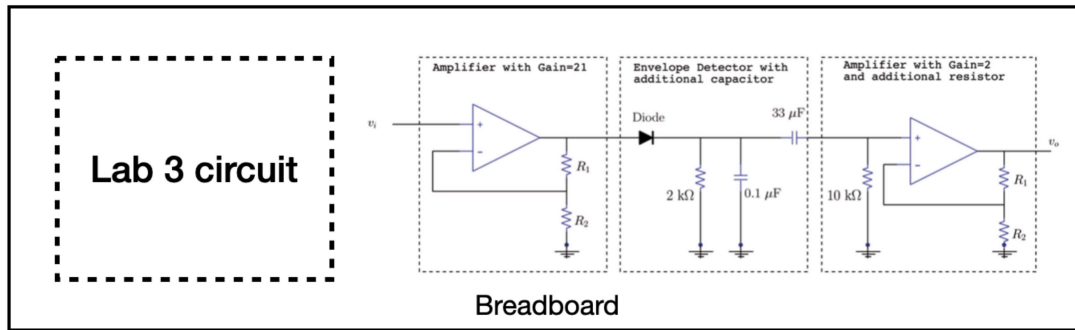 Lab 3 circuit
Amplifier with Gain=21
v_i
+
-
R_1
R_2
Envelope Detector with
additional capacitor
Diode
33 μF
2 kΩ
0.1 μF
Amplifier with Gain=2
and additional resistor
10 kΩ
+
-
v_o
R_1
R_2
Breadboard